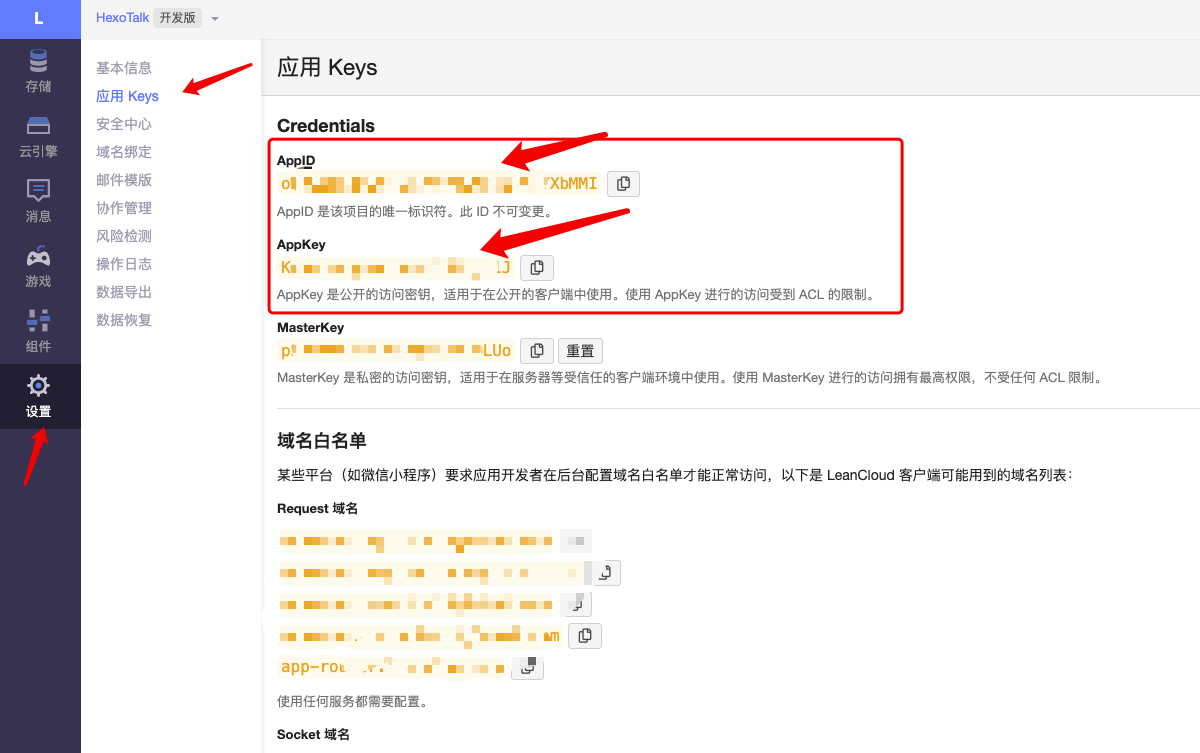 L
HexoTalk 开发版
存储
云引擎
消息
游戏
组件
设置
基本信息
应用 Keys
安全中心
域名绑定
邮件模版
协作管理
风险检测
操作日志
数据导出
数据恢复
应用 Keys
Credentials
AppID
XbMMI
AppID 是该项目的唯一标识符。此 ID 不可变更。
AppKey
AppKey 是公开的访问密钥，适用于在公开的客户端中使用。使用 AppKey 进行的访问受到 ACL 的限制。
MasterKey
LUo
重置
MasterKey 是私密的访问密钥，适用于在服务器等受信任的客户端环境中使用。使用 MasterKey 进行的访问拥有最高权限，不受任何 ACL 限制。
域名白名单
某些平台（如微信小程序）要求应用开发者在后台配置域名白名单才能正常访问，以下是 LeanCloud 客户端可能用到的域名列表：
Request 域名
使用任何服务都需要配置。
Socket 域名